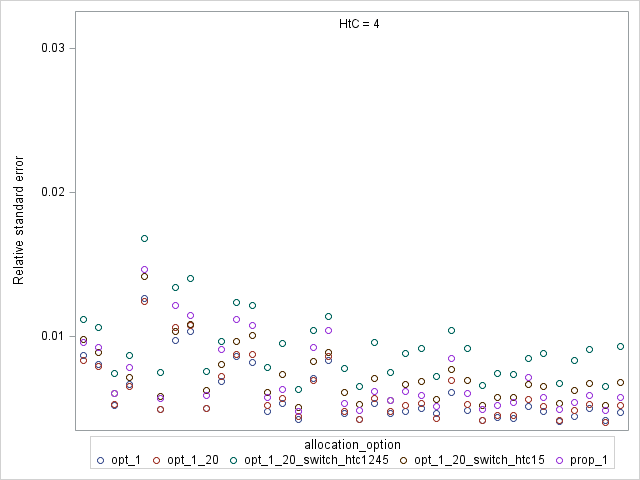 HtC = 4
0.03
0.02
0.01
Relative standard error
allocation_option
opt_1 opt_1_20 opt_1_20_switch_htc1245 opt_1_20_switch_htc15 prop_1